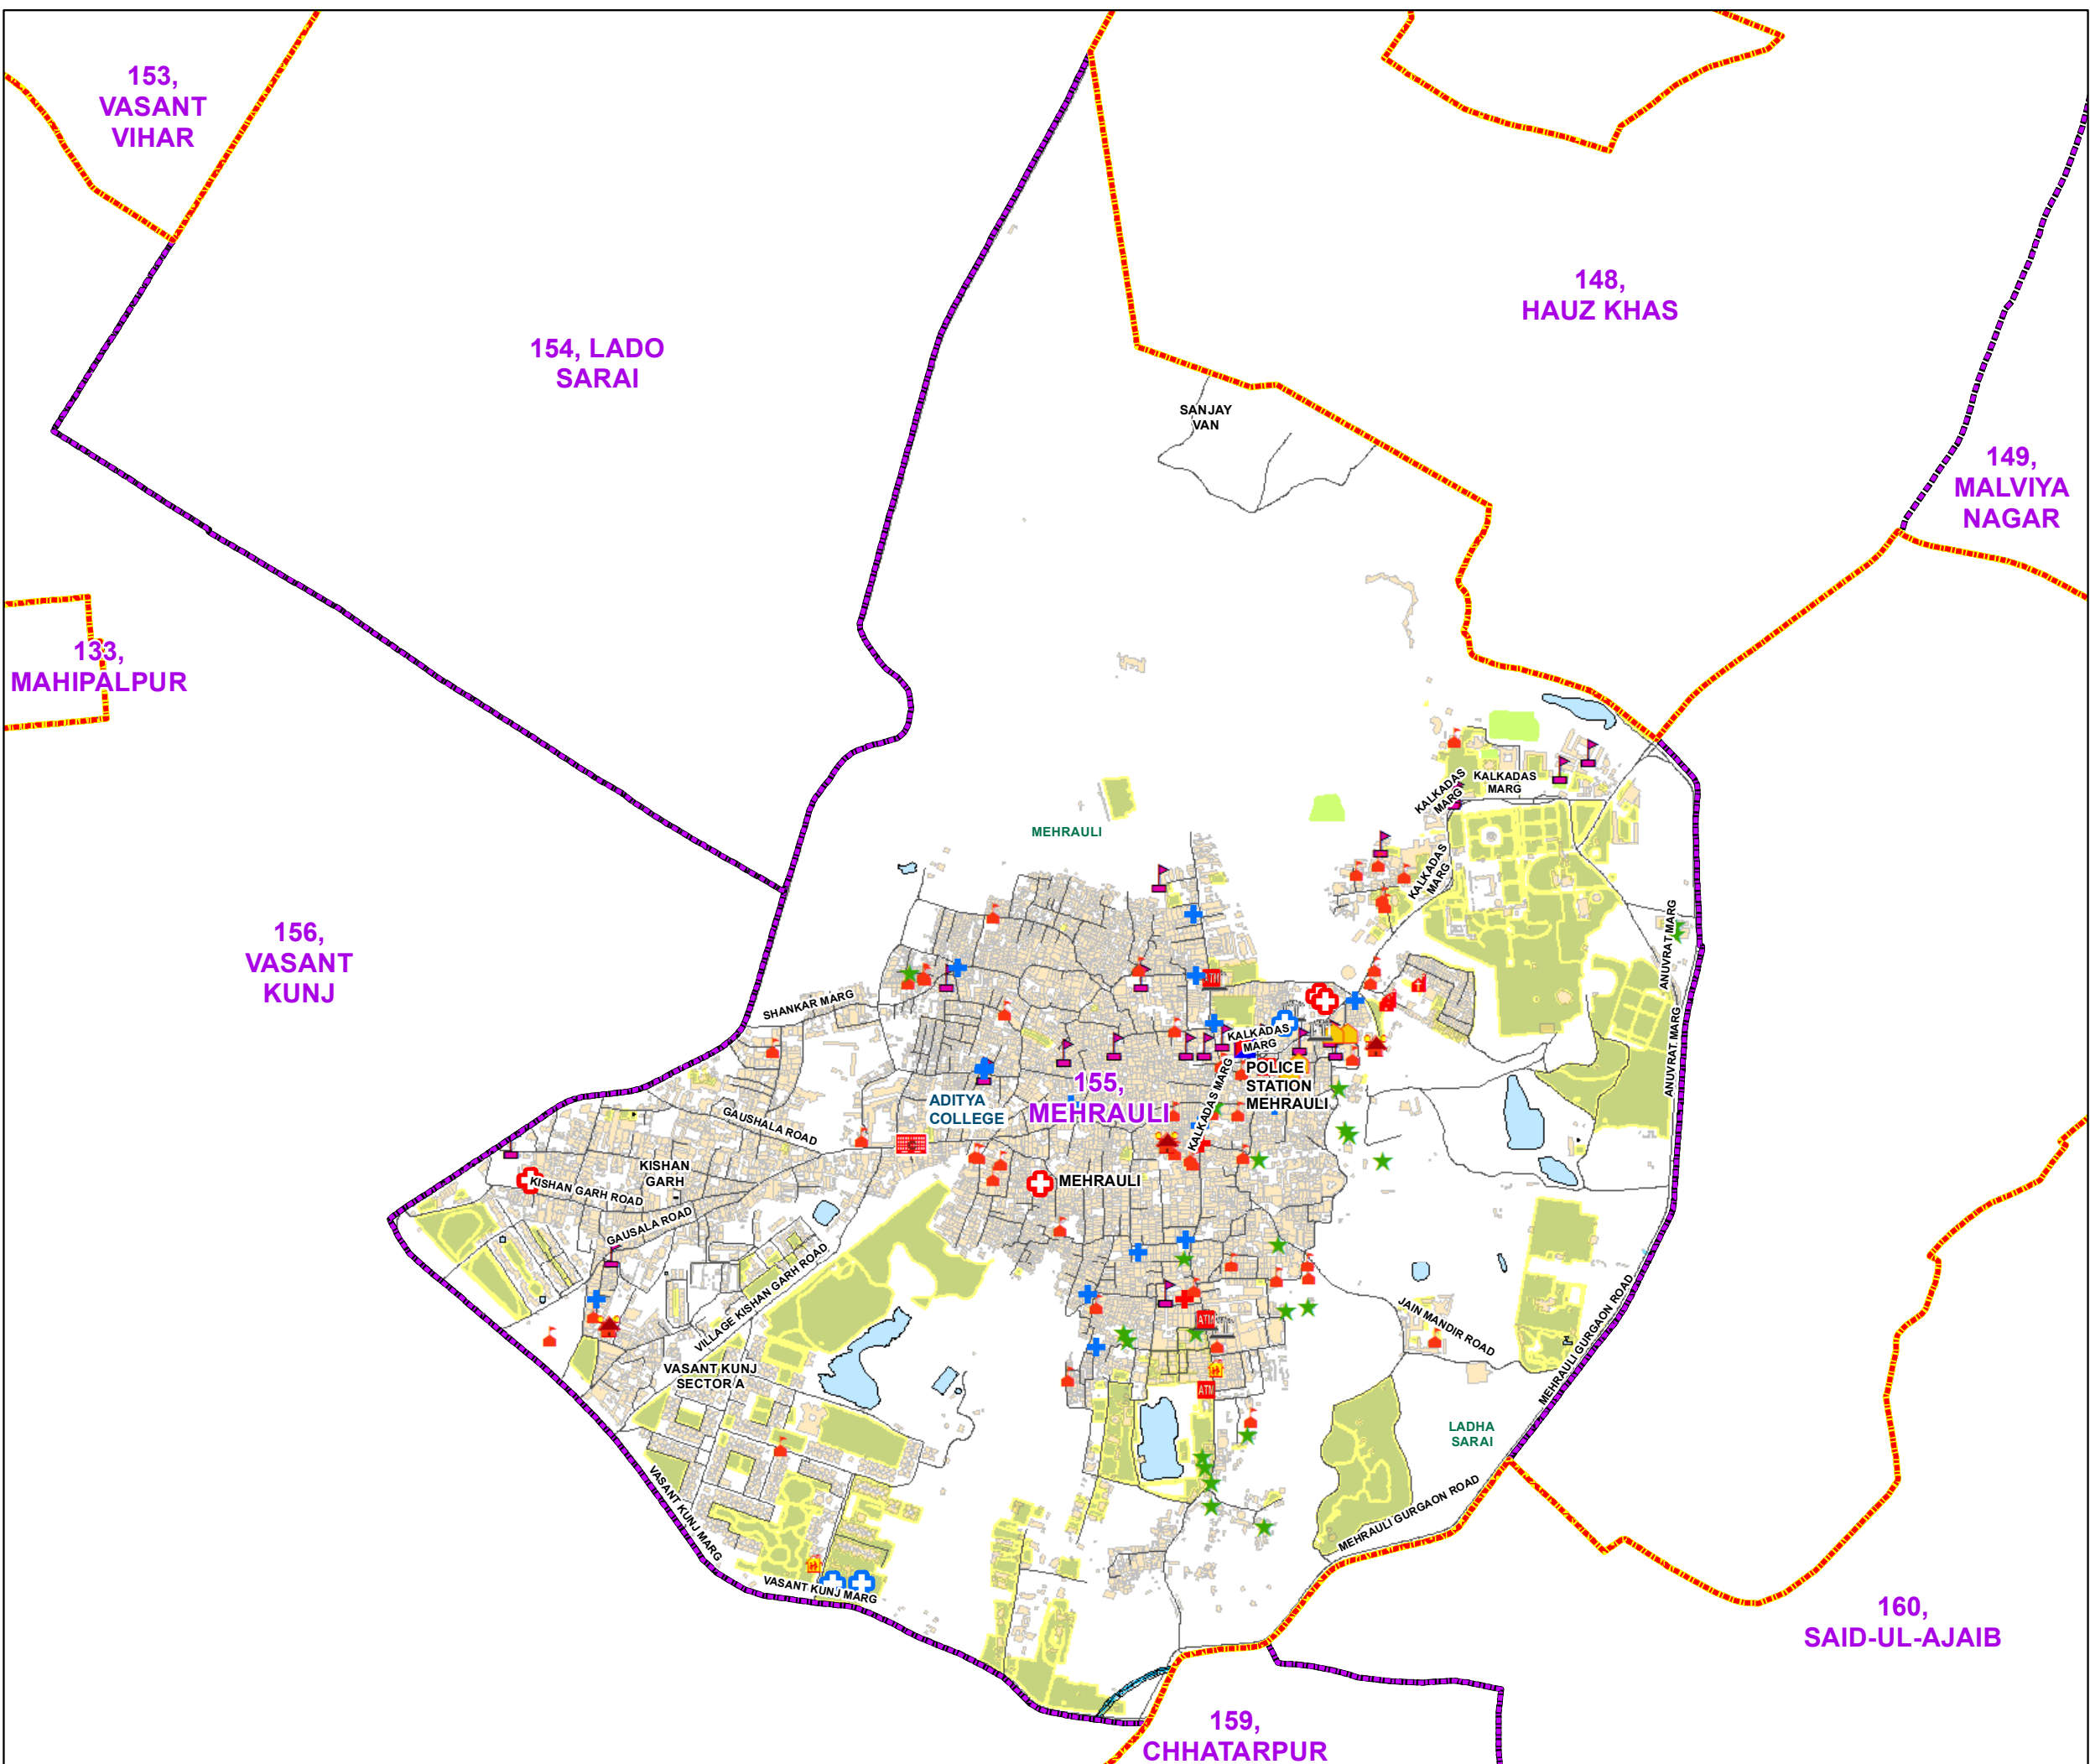 153,
VASANT
VIHAR
148,
HAUZ KHAS
154, LADO
SARAI
SANJAY
VAN
149,
MALVIYA
NAGAR
133,
MAHIPALPUR
KALKADAS
MARG
KALKADAS
MARG
MEHRAULI
KALKADAS
MARG
156,
VASANT
KUNJ
ANUVRAT MARG
ATM
SHANKAR MARG
KALKADAS
MARG
ANUVRAT MARG
POLICE
STATION
MEHRAULI
155,
MEHRAULI
ADITYA
COLLEGE
KALKADAS MARG
GAUSHALA ROAD
KISHAN
GARH
MEHRAULI
KISHAN GARH ROAD
GAUSALA ROAD
VILLAGE KISHAN GARH ROAD
JAIN MANDIR ROAD
MEHRAULI GURGAON ROAD
ATM
VASANT KUNJ
SECTOR A
ATM
LADHA
SARAI
VASANT KUNJ MARG
MEHRAULI GURGAON ROAD
VASANT KUNJ MARG
160,
SAID-UL-AJAIB
159,
CHHATARPUR